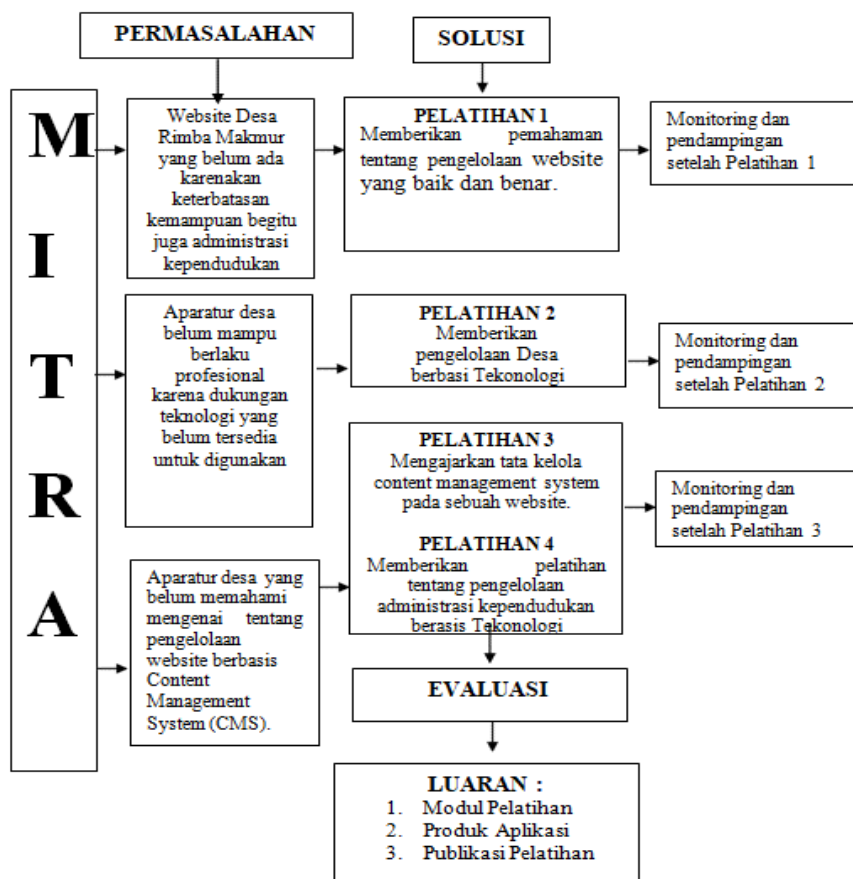 PERMASALAHAN
SOLUSI
M
I
T
R
A
Website Desa
Rimba Makmur
yang belum ada
karenakan
keterbatasan
kemampuan begitu
juga administrasi
kependudukan
PELATIHAN 1
Memberikan pemahaman
tentang pengelolaan website
yang baik dan benar.
Monitoring dan
pendampingan
setelah Pelatihan 1
Aparatur desa
belum mampu
berlaku
profesional
karena dukungan
teknologi yang
belum tersedia
untuk digunakan
PELATIHAN 2
Memberikan
pengelolaan Desa
berbasi Tekonologi
Monitoring dan
pendampingan
setelah Pelatihan 2
Aparatur desa yang
belum memahami
mengenai tentang
pengelolaan
website berbasis
Content
Management
System (CMS).
PELATIHAN 3
Mengajarkan tata kelola
content management system
pada sebuah website.
PELATIHAN 4
Memberikan pelatihan
tentang pengelolaan
administrasi kependudukan
berasis Tekonologi
Monitoring dan
pendampingan
setelah Pelatihan 3
EVALUASI
LUARAN :
1. Modul Pelatihan
2. Produk Aplikasi
3. Publikasi Pelatihan